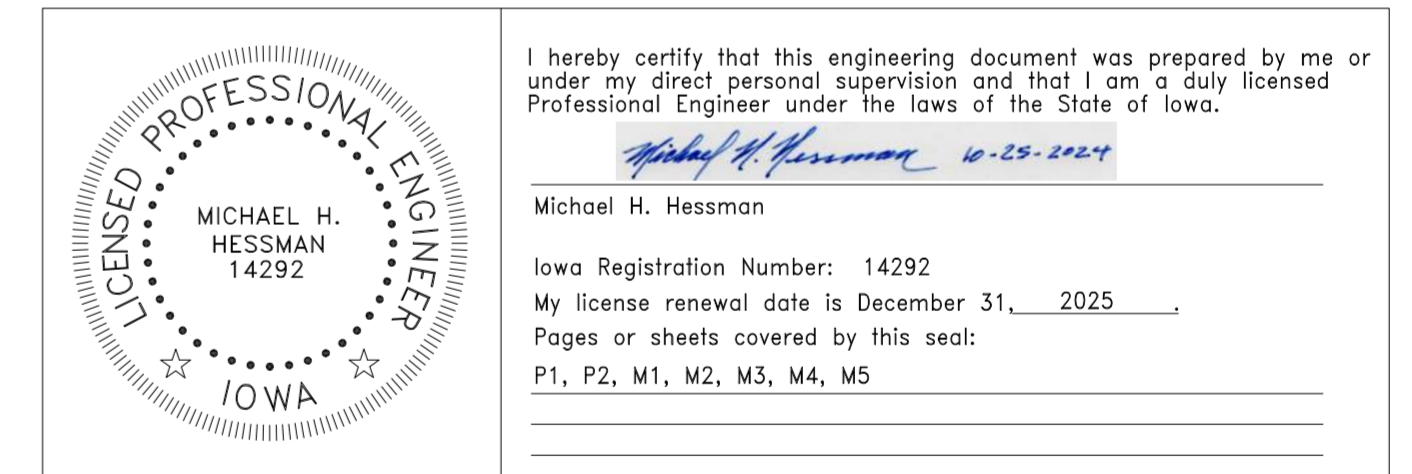 LICENSED PROFESSIONAL ENGINEER
MICHAEL H.
HESSMAN
14292
IOWA
I hereby certify that this engineering document was prepared by me or
under my direct personal supervision and that I am a duly licensed
Professional Engineer under the laws of the State of Iowa.
Michael H. Hessman 10-25-2024
Michael H. Hessman
Iowa Registration Number: 14292
My license renewal date is December 31, 2025 .
Pages or sheets covered by this seal:
P1, P2, M1, M2, M3, M4, M5